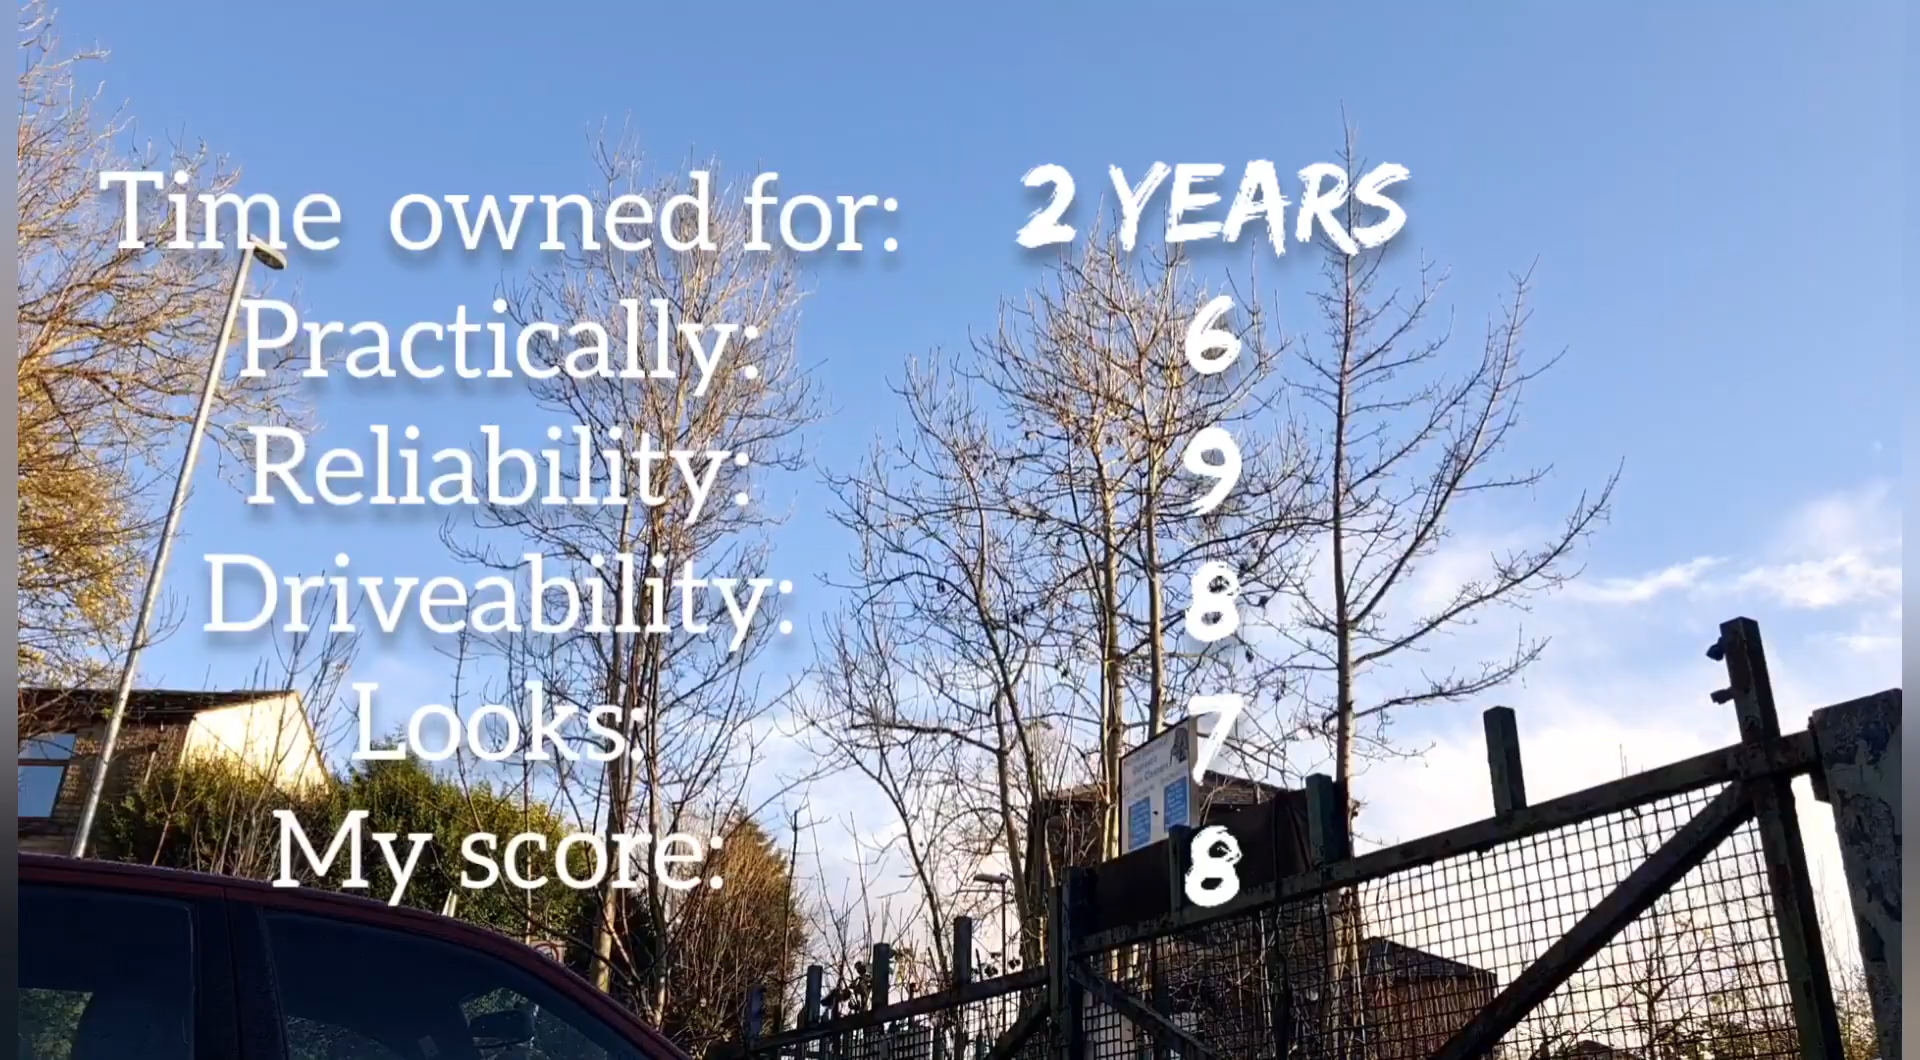 Time owned for: 2 YEARS
Practically: 6
Reliability: 9
Driveability: 8
Looks: 7
My score: 8